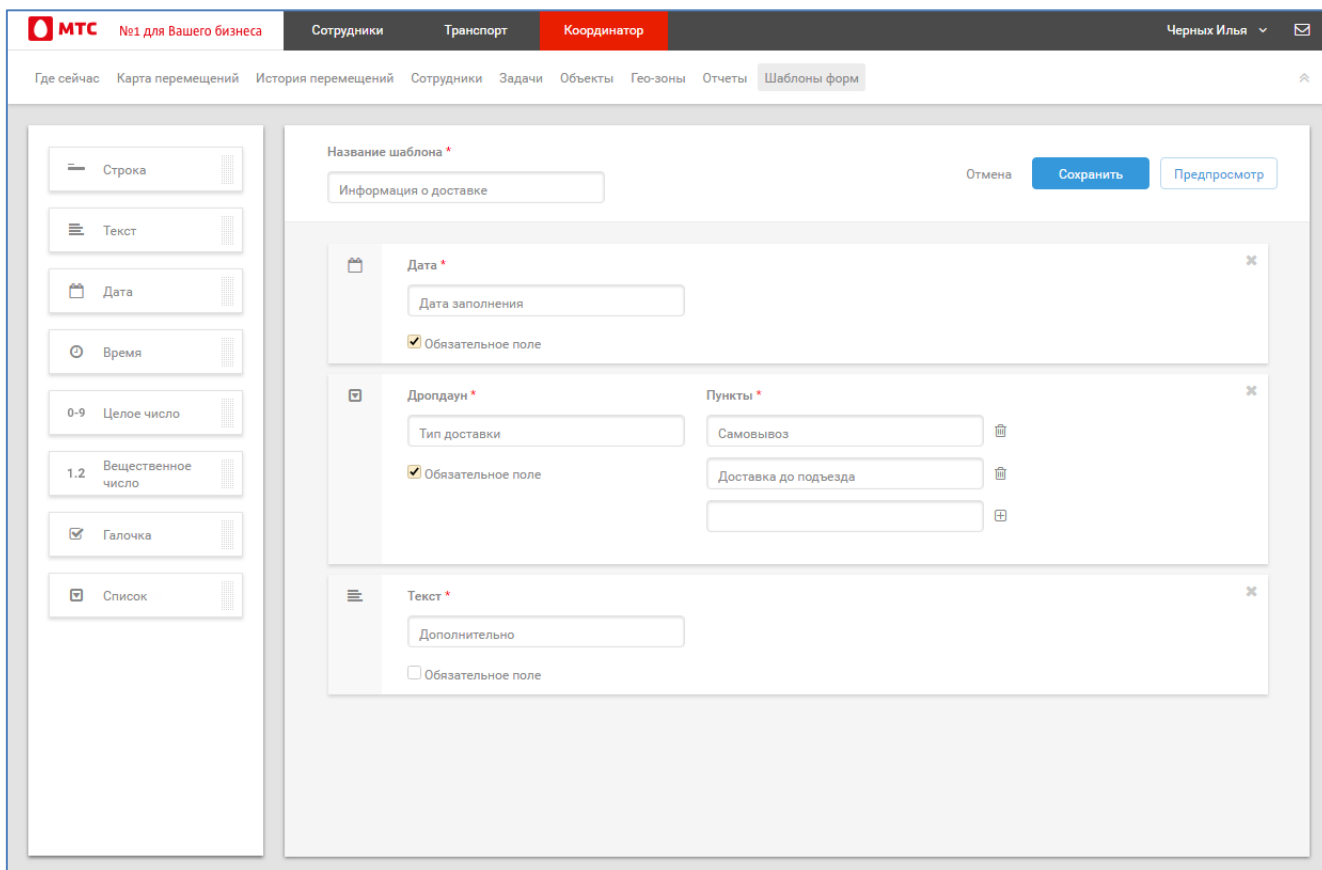 МТС №1 для Вашего бизнеса Сотрудники Транспорт Координатор Черных Илья
Где сейчас Карта перемещений История перемещений Сотрудники Задачи Объекты Гео-зоны Отчеты Шаблоны форм
Строка
Текст
Дата
Время
0-9 Целое число
1.2 Вещественное
число
Галочка
Список
Название шаблона *
Информация о доставке
Отмена Сохранить Предпросмотр
Дата *
Дата заполнения
Обязательное поле
Дропдаун * Пункты *
Тип доставки Самовывоз
Обязательное поле Доставка до подъезда
Текст *
Дополнительно
Обязательное поле